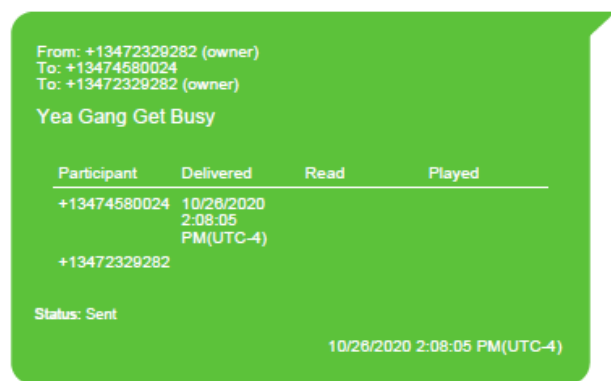 From: +13472329282 (owner)
To: +13474580024
To: +13472329282 (owner)
Yea Gang Get Busy
Participant Delivered Read Played
+13474580024 10/26/2020
2:08:05
PM(UTC-4)
+13472329282
Status: Sent
10/26/2020 2:08:05 PM(UTC-4)